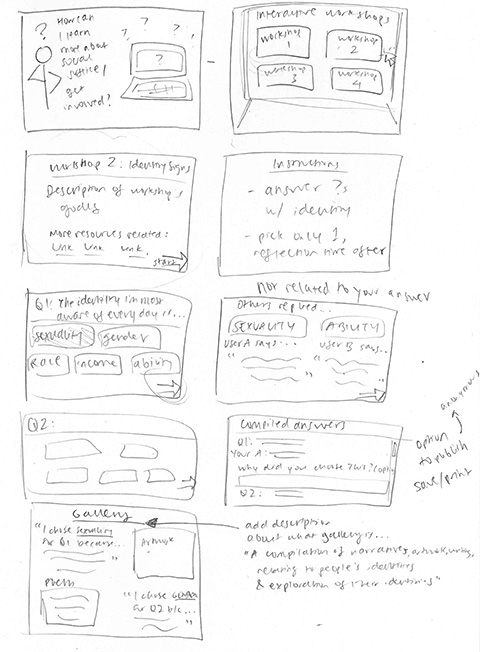 ?
How can
I learn
more about
social
justice /
get
involved?
? ? ? ?
?
Interactive workshops
workshop
1
workshop
2
workshop
3
workshop
4
Workshop 2: Identity Signs
Description of workshop's
goals
More resources related:
link link link
start
Instructions
- answer ?s
w/ identity
- pick only 1,
reflection time after
Q1: The identity I'm most
aware of every day is...
sexuality gender
Race income ability
Not related to your answer
Others replied...
SEXUALITY ABILITY
User A says... User B says...
" "
Q2:
Compiled answers
Q1:
Your A:
Why did you choose this? (option
Q2:
anonymous
option
to publish
save/print
Gallery
"I chose sexuality
for Q1 because...
Artwork
Poem
"I chose gender
for Q2 b/c...
add description
about what gallery is...
"A compilation of narratives, artwork, writing,
relating to people's identities
& exploration of their identities"